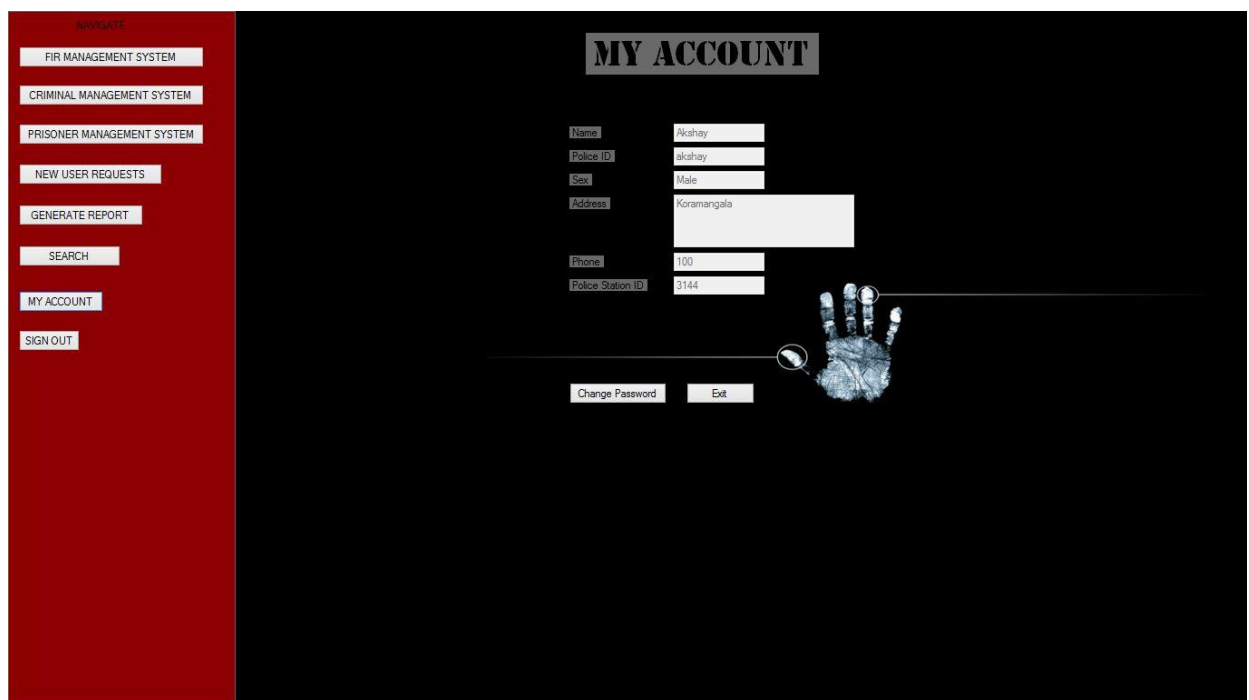 NAVIGATE
FIR MANAGEMENT SYSTEM
CRIMINAL MANAGEMENT SYSTEM
PRISONER MANAGEMENT SYSTEM
NEW USER REQUESTS
GENERATE REPORT
SEARCH
MY ACCOUNT
SIGN OUT
MY ACCOUNT
Name Akshay
Police ID akshay
Sex Male
Address Koramangala
Phone 100
Police Station ID 3144
Change Password Exit